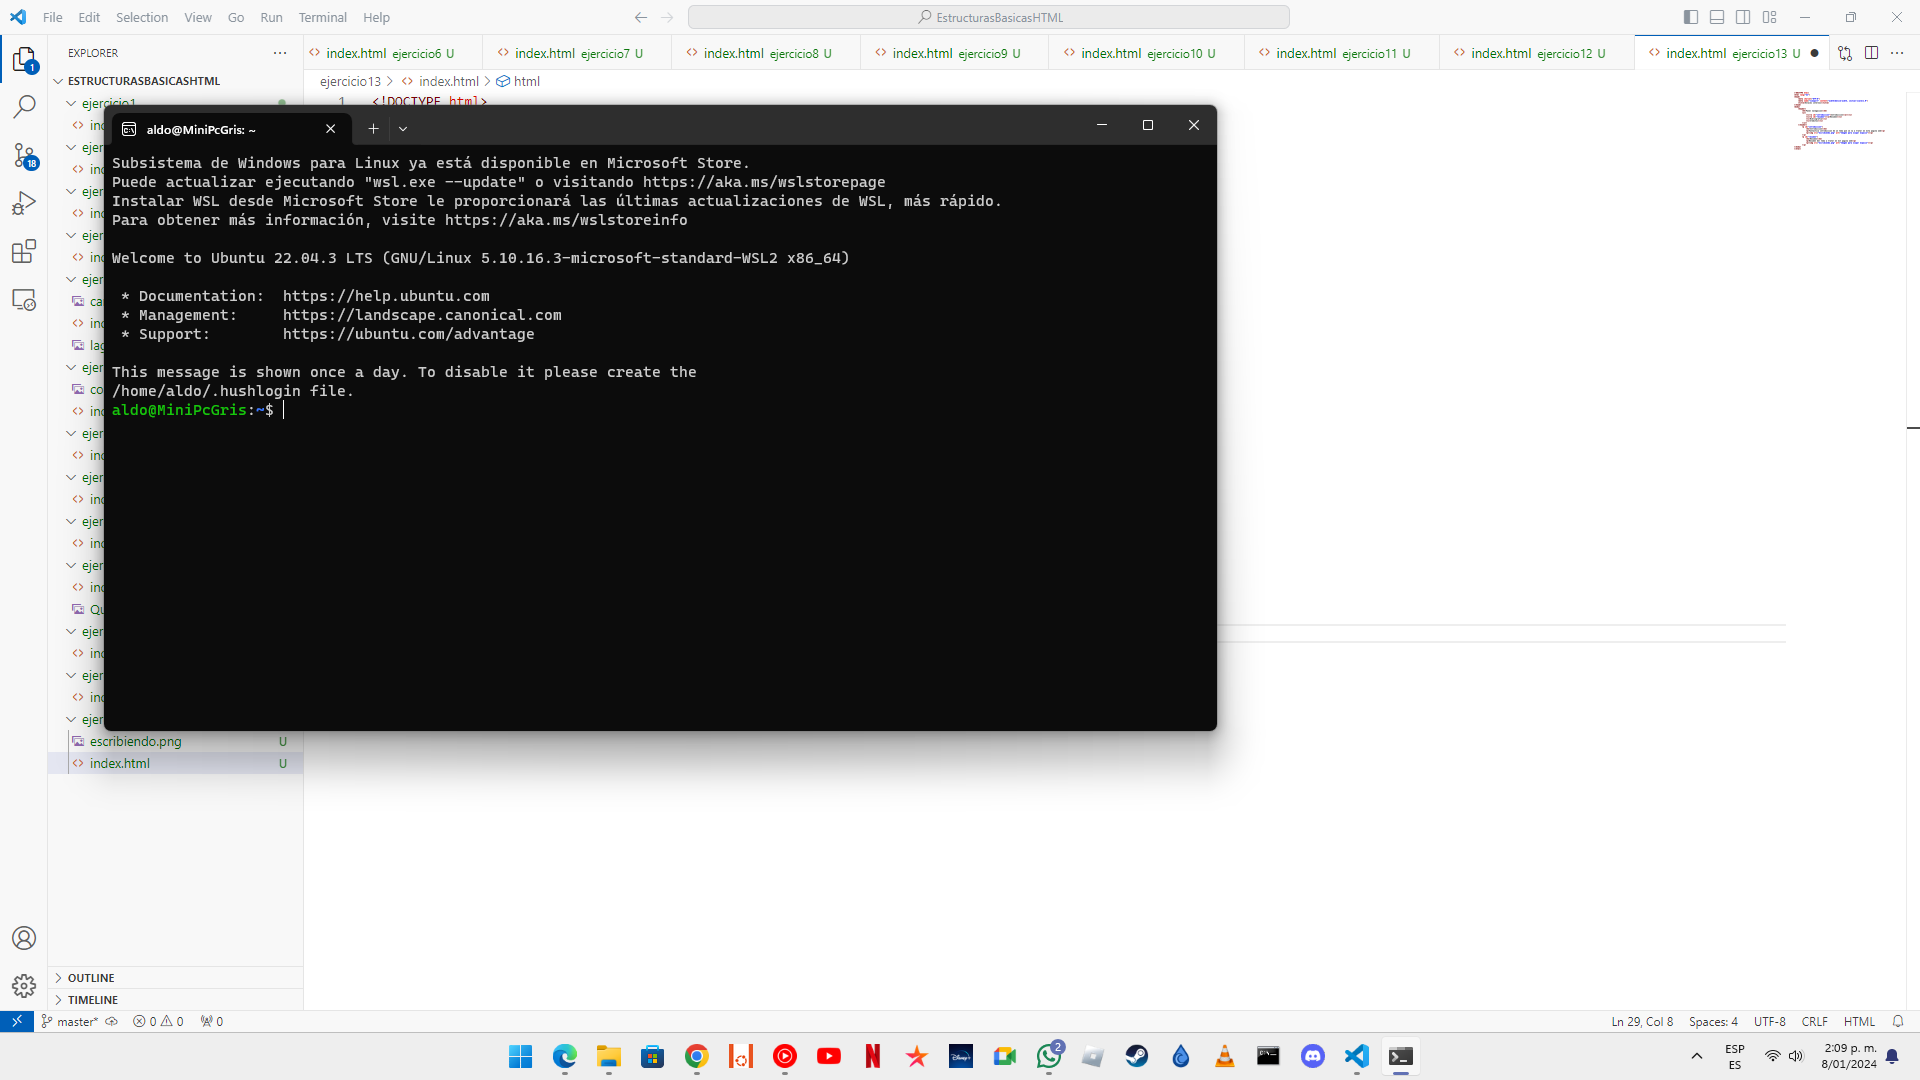 File Edit Selection View Go Run Terminal Help
EstructurasBasicasHTML
EXPLORER
index.html ejercicio6 U
index.html ejercicio7 U
index.html ejercicio8 U
index.html ejercicio9 U
index.html ejercicio10 U
index.html ejercicio11 U
index.html ejercicio12 U
index.html ejercicio13 U
ESTRUCTURASBASICASHTML
ejercicio13 > index.html > html
ejercicio1
1 <!DOCTYPE html>
aldo@MiniPcGris: ~
Subsistema de Windows para Linux ya está disponible en Microsoft Store.
Puede actualizar ejecutando "wsl.exe --update" o visitando https://aka.ms/wslstorepage
Instalar WSL desde Microsoft Store le proporcionará las últimas actualizaciones de WSL, más rápido.
Para obtener más información, visite https://aka.ms/wslstoreinfo
Welcome to Ubuntu 22.04.3 LTS (GNU/Linux 5.10.16.3-microsoft-standard-WSL2 x86_64)
* Documentation: https://help.ubuntu.com
* Management: https://landscape.canonical.com
* Support: https://ubuntu.com/advantage
This message is shown once a day. To disable it please create the
/home/aldo/.hushlogin file.
aldo@MiniPcGris:~$
escribiendo.png U
index.html U
OUTLINE
TIMELINE
1
18
master* 0 0 0
Ln 29, Col 8 Spaces: 4 UTF-8 CRLF HTML
2
Disney+
ESP
ES
2:09 p. m.
8/01/2024